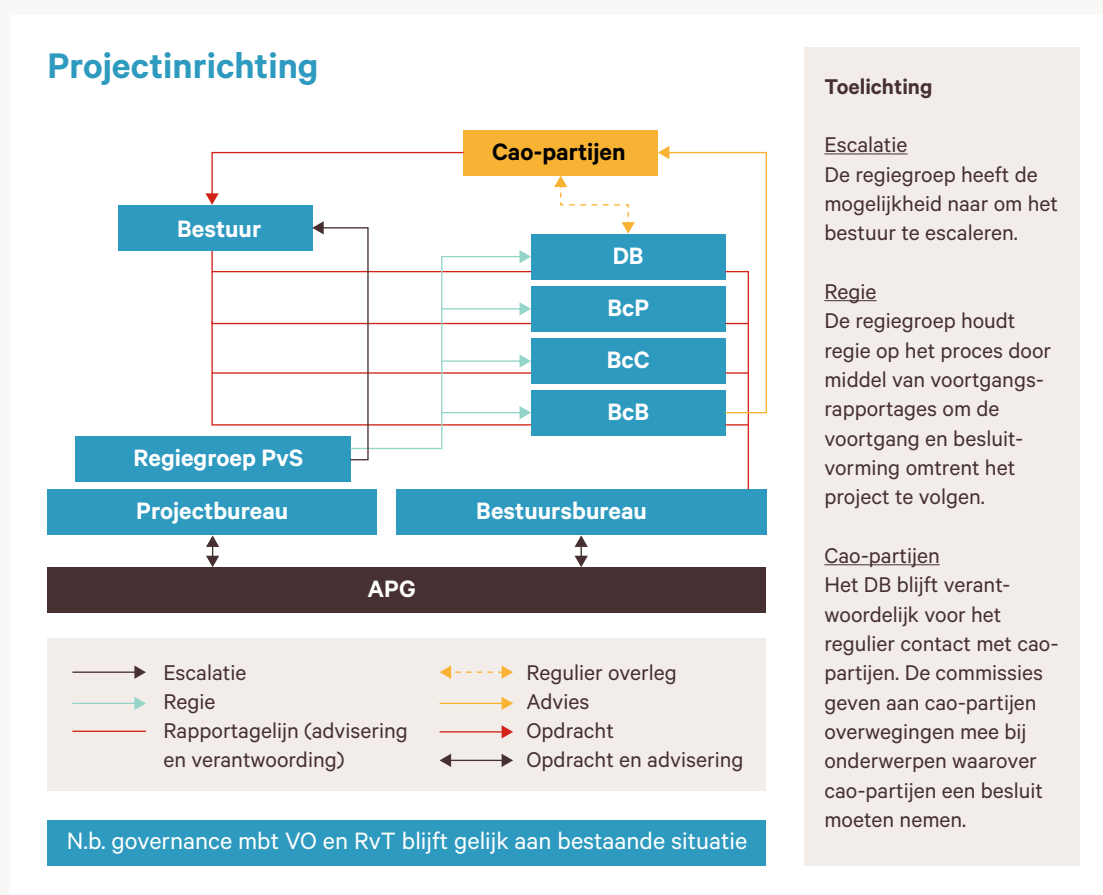 Projectinrichting
Cao-partijen
Bestuur
DB
BcP
BcC
BcB
Regiegroep PvS
Projectbureau
Bestuursbureau
APG
Escalatie
Regie
Rapportagelijn (advisering
en verantwoording)
Regulier overleg
Advies
Opdracht
Opdracht en advisering
N.b. governance mbt VO en RvT blijft gelijk aan bestaande situatie
Toelichting
Escalatie
De regiegroep heeft de
mogelijkheid naar om het
bestuur te escaleren.
Regie
De regiegroep houdt
regie op het proces door
middel van voortgangs-
rapportages om de
voortgang en besluit-
vorming omtrent het
project te volgen.
Cao-partijen
Het DB blijft verant-
woordelijk voor het
regulier contact met cao-
partijen. De commissies
geven aan cao-partijen
overwegingen mee bij
onderwerpen waarover
cao-partijen een besluit
moeten nemen.